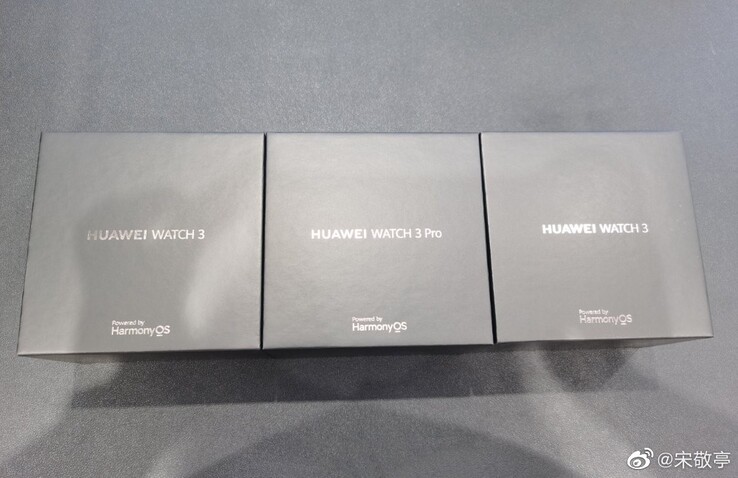 HUAWEI WATCH 3
Powered by
HarmonyOS
HUAWEI WATCH 3 Pro
Powered by
HarmonyOS
HUAWEI WATCH 3
Powered by
HarmonyOS
@宋敬亭